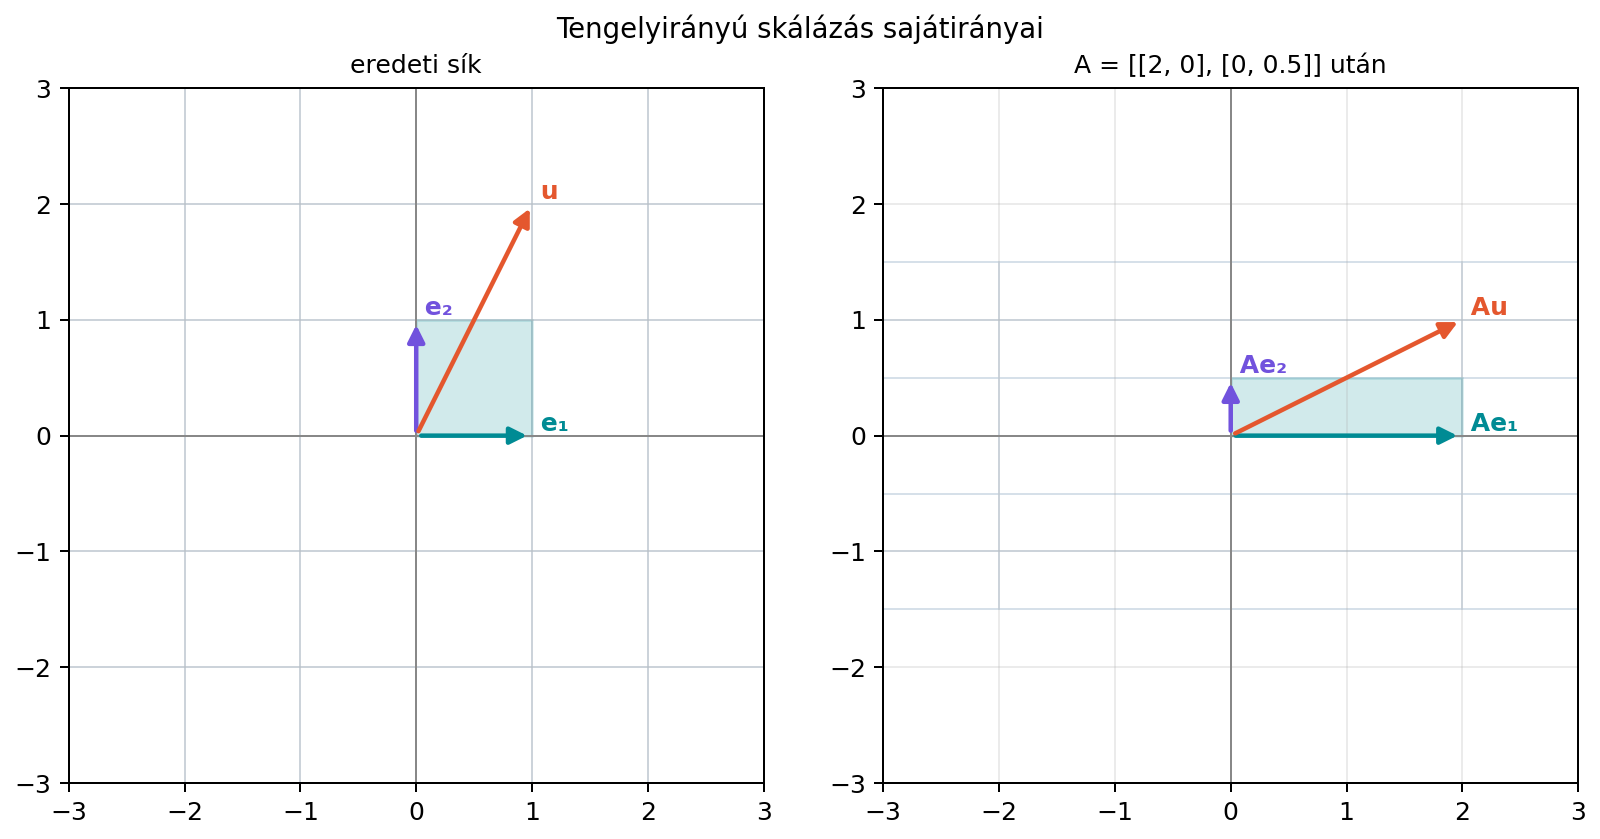 Tengelyirányú skálázás sajátirányai
eredeti sík
3
2
1
0
−1
−2
−3
−3 −2 −1 0 1 2 3
u
e₂
e₁
A = [[2, 0], [0, 0.5]] után
3
2
1
0
−1
−2
−3
−3 −2 −1 0 1 2 3
Au
Ae₂
Ae₁